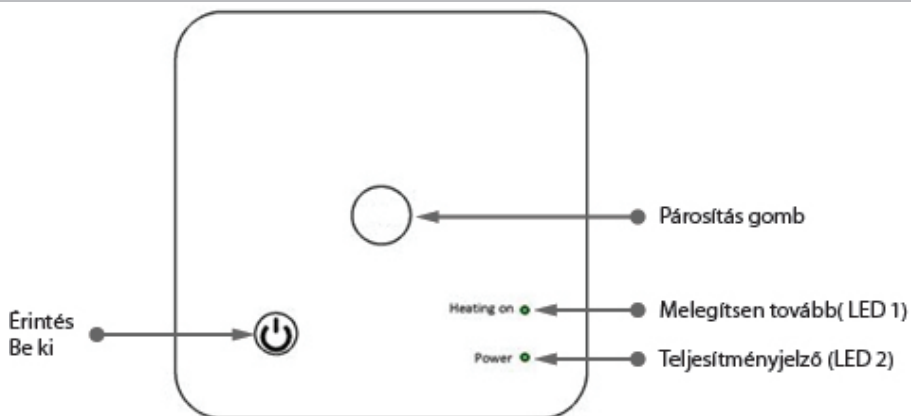 Párosítás gomb
Heating on
Melegítsen tovább( LED 1)
Érintés
Be ki
Power
Teljesítményjelző (LED 2)